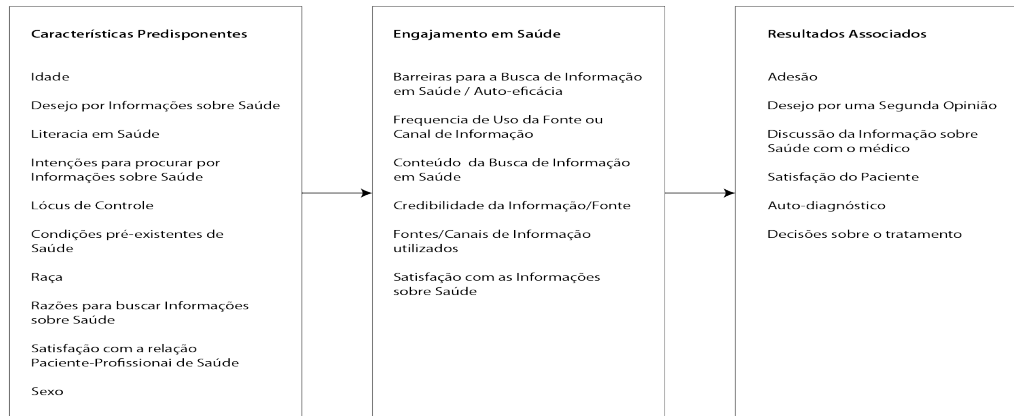 Características Predisponentes
Idade
Desejo por Informações sobre Saúde
Literacia em Saúde
Intenções para procurar por
Informações sobre Saúde
Lócus de Controle
Condições pré-existentes de
Saúde
Raça
Razões para buscar Informações
sobre Saúde
Satisfação com a relação
Paciente-Profissional de Saúde
Sexo
Engajamento em Saúde
Barreiras para a Busca de Informação
em Saúde / Auto-eficácia
Frequencia de Uso da Fonte ou
Canal de Informação
Conteúdo da Busca de Informação
em Saúde
Credibilidade da Informação/Fonte
Fontes/Canais de Informação
utilizados
Satisfação com as Informações
sobre Saúde
Resultados Associados
Adesão
Desejo por uma Segunda Opinião
Discussão da Informação sobre
Saúde com o médico
Satisfação do Paciente
Auto-diagnóstico
Decisões sobre o tratamento